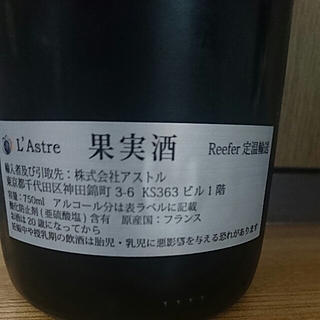 L'Astre 果実酒 Reefer 定温輸送
輸入者及び引取先：株式会社アストル
東京都千代田区神田錦町3-6 KS363ビル1階
容量：750ml アルコール分は表ラベルに記載
酸化防止剤(亜硫酸塩)含有 原産国：フランス
お酒は20歳になってから
妊娠中や授乳期の飲酒は胎児・乳児に悪影響を与える恐れがあります